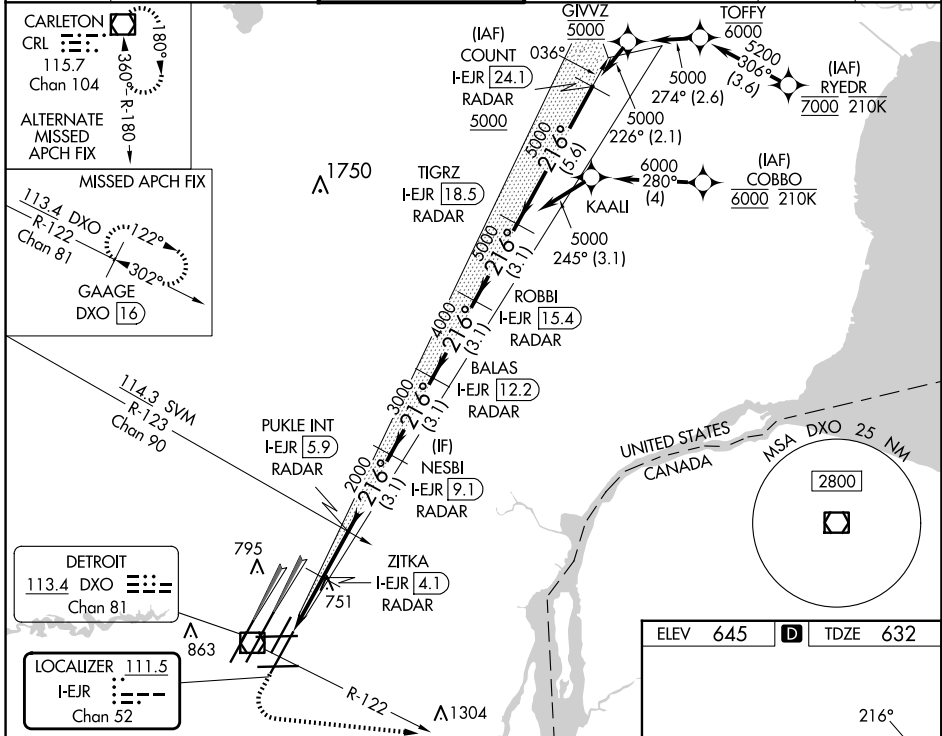 CARLETON
CRL
115.7
Chan 104
180°
360°
R-180
ALTERNATE
MISSED
APCH FIX
MISSED APCH FIX
113.4 DXO
R-122
Chan 81
122°
302°
GAAGE
DXO 16
1750
(IAF)
COUNT
I-EJR 24.1
RADAR
5000
036°
GIVVZ
5000
TOFFY
6000
5200
306°
(3.6)
(IAF)
RYEDR
7000 210K
5000
274° (2.6)
5000
226° (2.1)
5000
216°
(5.6)
TIGRZ
I-EJR 18.5
RADAR
6000
280°
(4)
(IAF)
COBBO
6000 210K
KAALI
5000
245° (3.1)
5000
216°
(3.1)
ROBBI
I-EJR 15.4
RADAR
4000
216°
(3.1)
BALAS
I-EJR 12.2
RADAR
3000
216°
(3.1)
114.3 SVM
R-123
Chan 90
PUKLE INT
I-EJR 5.9
RADAR
(IF)
NESBI
I-EJR 9.1
RADAR
2000
216°
(3.1)
UNITED STATES
CANADA
MSA DXO 25 NM
2800
DETROIT
113.4 DXO
Chan 81
795
ZITKA
I-EJR 4.1
RADAR
751
863
LOCALIZER 111.5
I-EJR
Chan 52
R-122
1304
ELEV 645 D TDZE 632
216°